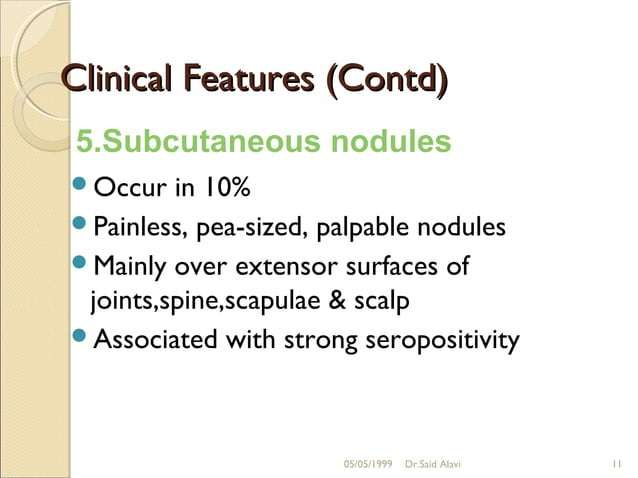 Clinical Features (Contd)
5.Subcutaneous nodules
Occur in 10%
Painless, pea-sized, palpable nodules
Mainly over extensor surfaces of
joints,spine,scapulae & scalp
Associated with strong seropositivity
05/05/1999 Dr.Said Alavi 11